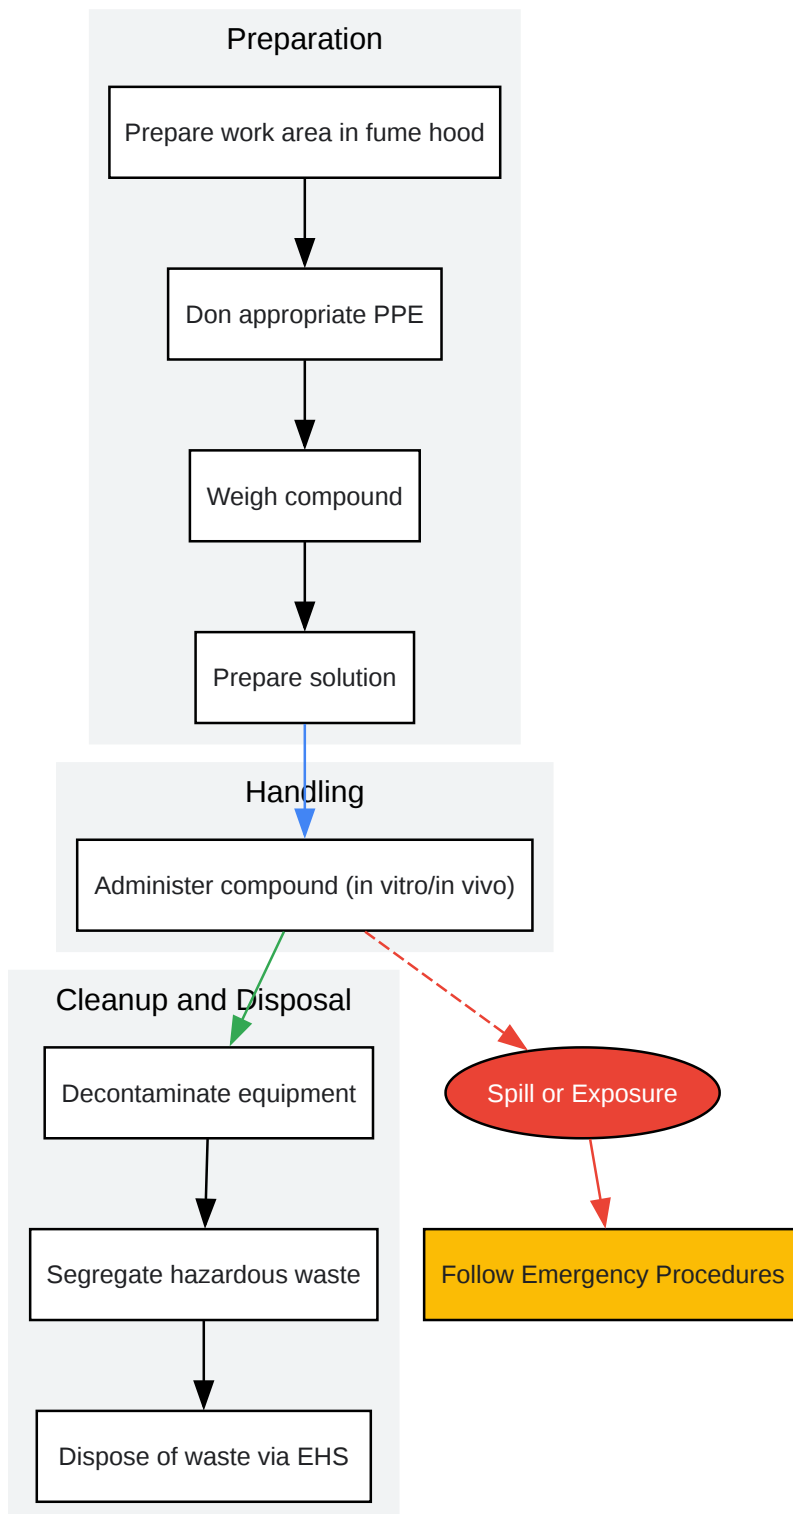 Preparation
Prepare work area in fume hood
Don appropriate PPE
Weigh compound
Prepare solution
Handling
Administer compound (in vitro/in vivo)
Cleanup and Disposal
Decontaminate equipment
Spill or Exposure
Segregate hazardous waste
Follow Emergency Procedures
Dispose of waste via EHS